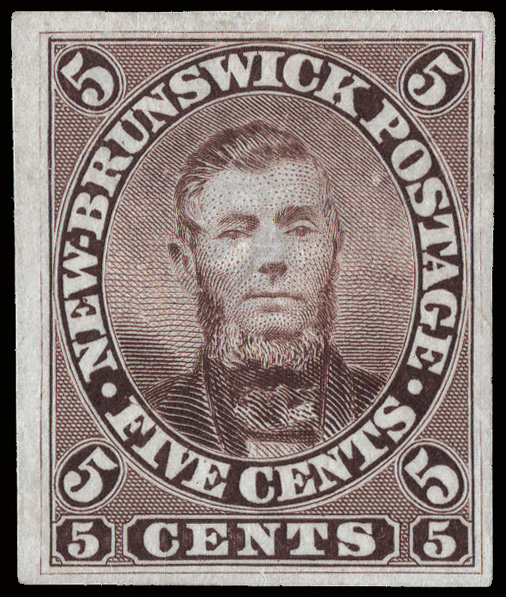 5 5
NEW-BRUNSWICK POSTAGE •
• FIVE CENTS
5 5
5 CENTS 5